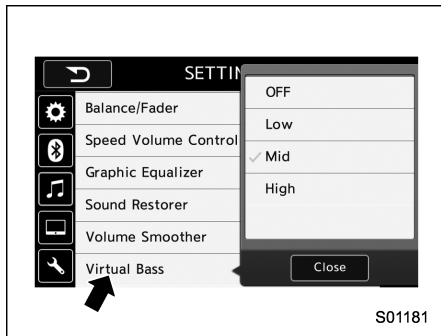 SETTIN
Balance/Fader
Speed Volume Control
Graphic Equalizer
Sound Restorer
Volume Smoother
Virtual Bass
OFF
Low
Mid
High
Close
S01181